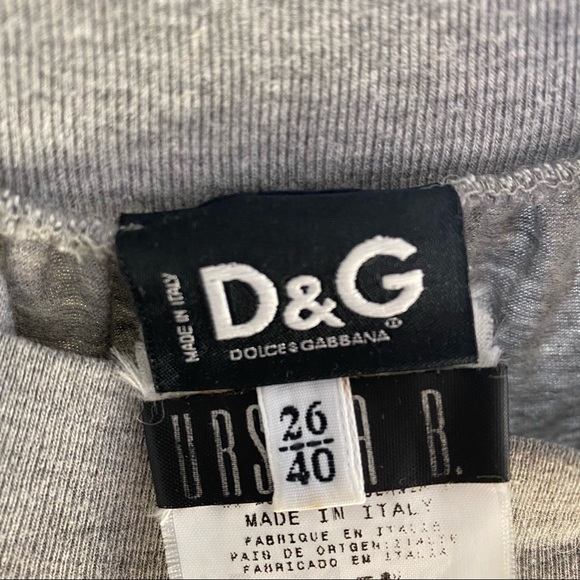 MADE IN ITALY
D&G
DOLCE&GABBANA®
URS A B.
26
40
MADE IN ITALY
FABRIQUE EN ITALIE
PAIS DE ORIGEN:ITALIE
FABRICADO EN ITALIA